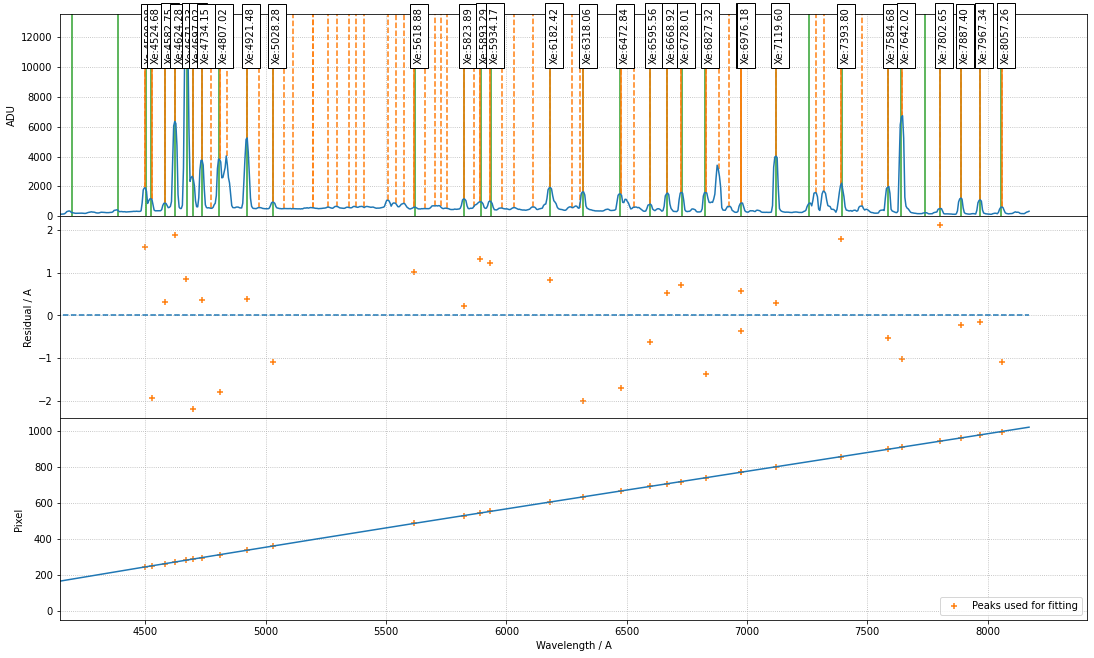 12000
10000
8000
6000
4000
2000
0
ADU
Xe:4524.68
Xe:4582.75
Xe:4624.28
Xe:4734.15
Xe:4807.02
Xe:4921.48
Xe:5028.28
Xe:5618.88
Xe:5823.89
Xe:5893.29
Xe:5934.17
Xe:6182.42
Xe:6318.06
Xe:6472.84
Xe:6595.56
Xe:6668.92
Xe:6728.01
Xe:6827.32
Xe:6976.18
Xe:7119.60
Xe:7393.80
Xe:7584.68
Xe:7642.02
Xe:7802.65
Xe:7887.40
Xe:7967.34
Xe:8057.26
2
1
0
−1
−2
Residual / A
1000
800
600
400
200
0
Pixel
Peaks used for fitting
4500
5000
5500
6000
6500
7000
7500
8000
Wavelength / A